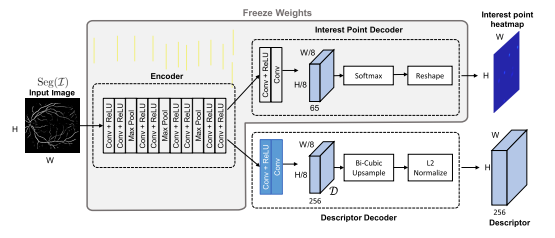 Freeze Weights
Interest point
heatmap
Interest Point Decoder
W
Seg(I)
Input Image
Encoder
W/8
H/8
Conv + ReLU
Conv
65
Softmax
Reshape
H
H
W
Conv + ReLU
Conv + ReLU
Max Pool
Conv + ReLU
Conv + ReLU
Max Pool
Conv + ReLU
Conv + ReLU
Max Pool
Conv + ReLU
Conv + ReLU
Conv + ReLU
Conv
W/8
H/8
256
D
Bi-Cubic
Upsample
L2
Normalize
W
H
256
Descriptor Decoder
Descriptor